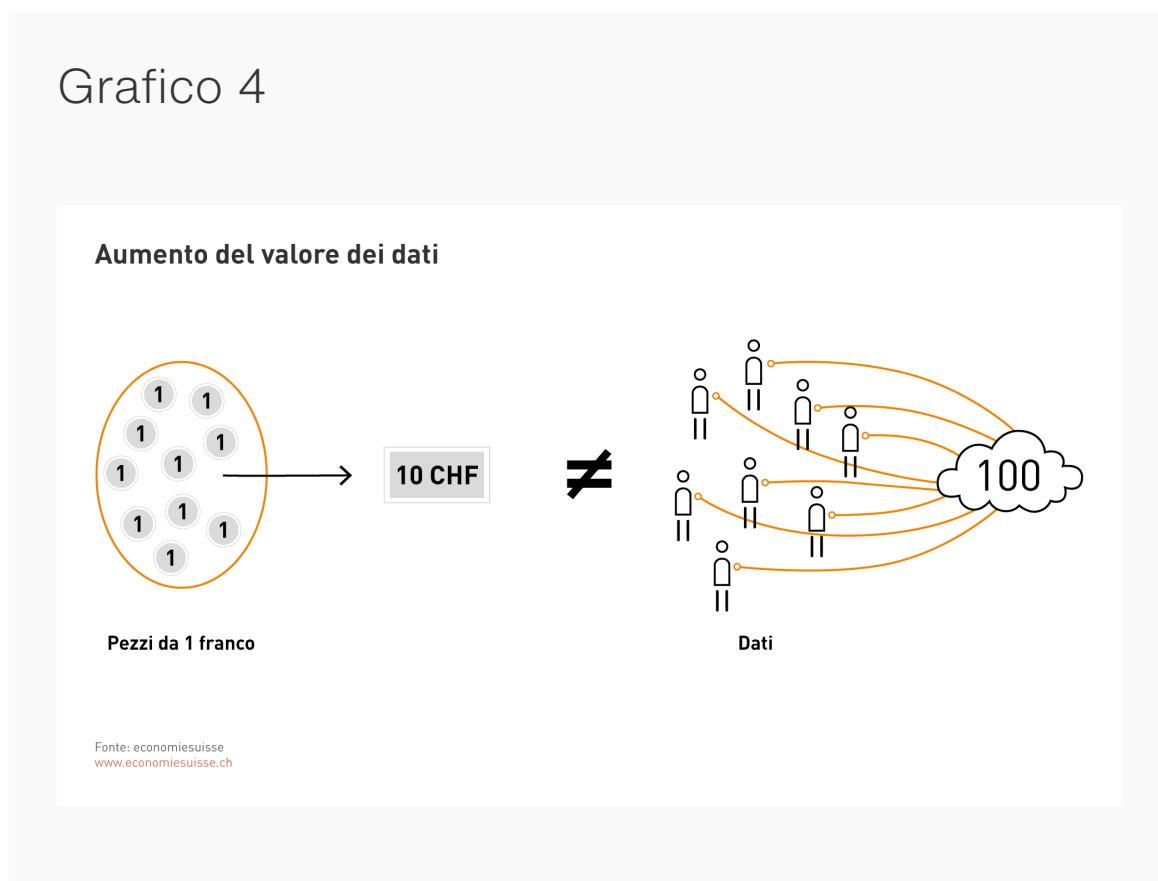 Grafico 4
Aumento del valore dei dati
1
1
1
1
1
1
1
1
1
1
10 CHF
≠
100
Pezzi da 1 franco
Dati
Fonte: economiesuisse
www.economiesuisse.ch